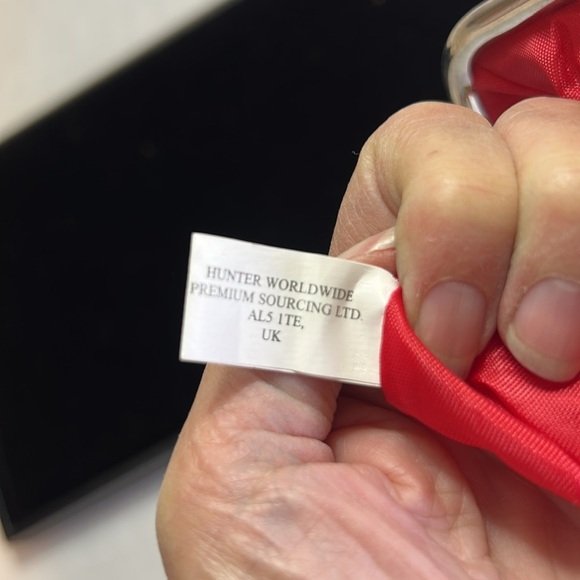 HUNTER WORLDWIDE
PREMIUM SOURCING LTD.
AL5 1TE,
UK